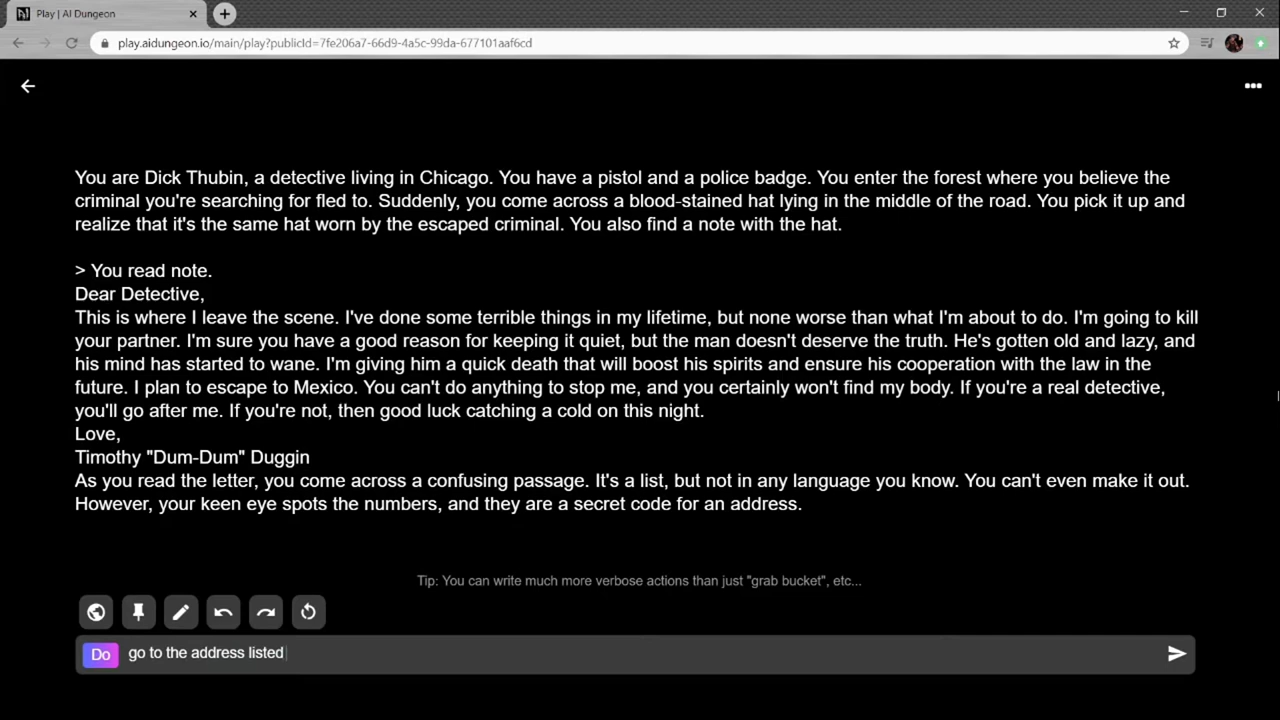 Play | AI Dungeon
play.aidungeon.io/main/play?publicId=7fe206a7-66d9-4a5c-99da-677101aaf6cd
You are Dick Thubin, a detective living in Chicago. You have a pistol and a police badge. You enter the forest where you believe the
criminal you're searching for fled to. Suddenly, you come across a blood-stained hat lying in the middle of the road. You pick it up and
realize that it's the same hat worn by the escaped criminal. You also find a note with the hat.
> You read note.
Dear Detective,
This is where I leave the scene. I've done some terrible things in my lifetime, but none worse than what I'm about to do. I'm going to kill
your partner. I'm sure you have a good reason for keeping it quiet, but the man doesn't deserve the truth. He's gotten old and lazy, and
his mind has started to wane. I'm giving him a quick death that will boost his spirits and ensure his cooperation with the law in the
future. I plan to escape to Mexico. You can't do anything to stop me, and you certainly won't find my body. If you're a real detective,
you'll go after me. If you're not, then good luck catching a cold on this night.
Love,
Timothy "Dum-Dum" Duggin
As you read the letter, you come across a confusing passage. It's a list, but not in any language you know. You can't even make it out.
However, your keen eye spots the numbers, and they are a secret code for an address.
Tip: You can write much more verbose actions than just "grab bucket", etc...
Do go to the address listed